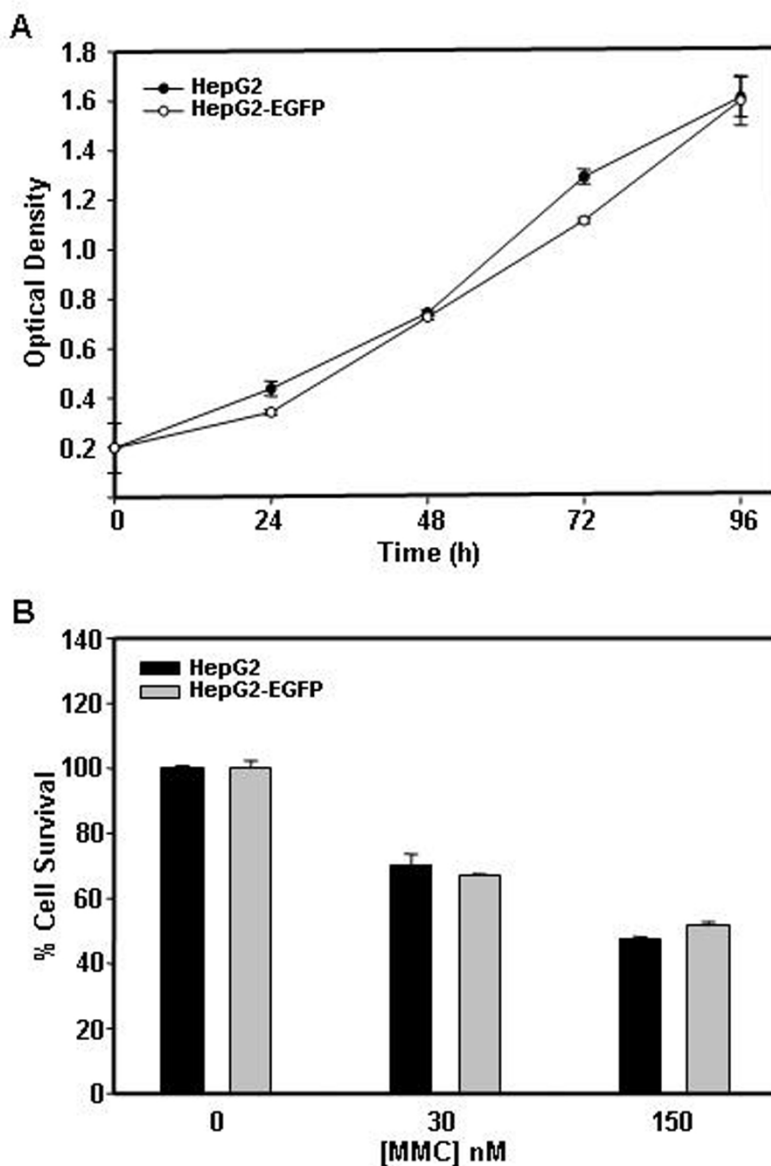 A
1.8
1.6
1.4
1.2
1.0
0.8
0.6
0.4
0.2
Optical Density
HepG2
HepG2-EGFP
0 24 48 72 96
Time (h)
B
140
120
100
80
60
40
20
0
% Cell Survival
HepG2
HepG2-EGFP
0 30 150
[MMC] nM